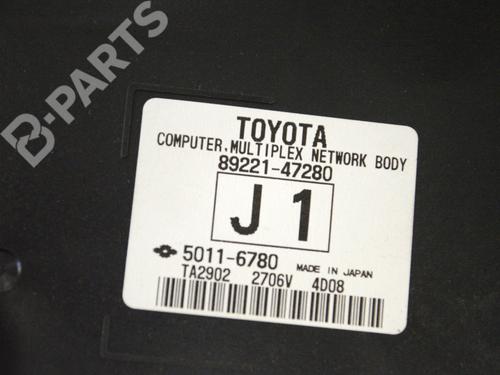 B-PARTS
TOYOTA
COMPUTER, MULTIPLEX NETWORK BODY
89221-47280
J 1
5011-6780 MADE IN JAPAN
TA2902 2706V 4D08